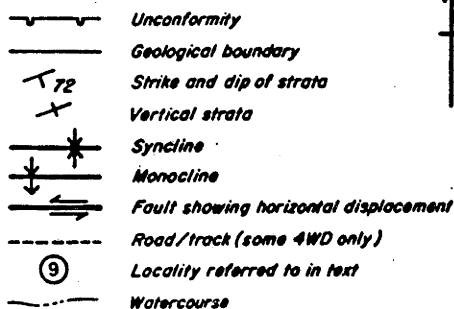 Unconformity
Geological boundary
72 Strike and dip of strata
Vertical strata
Syncline
Monocline
Fault showing horizontal displacement
Road/track (some 4WD only)
9 Locality referred to in text
Watercourse